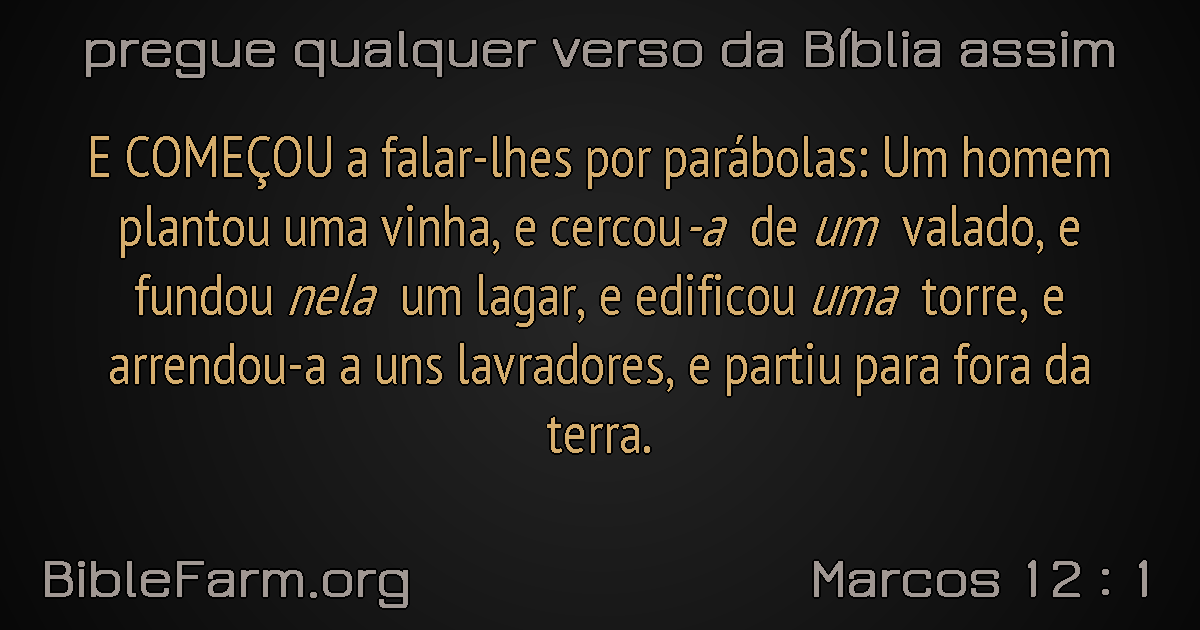 pregue qualquer verso da Bíblia assim
E COMEÇOU a falar-lhes por parábolas: Um homem
plantou uma vinha, e cercou-a de um valado, e
fundou nela um lagar, e edificou uma torre, e
arrendou-a a uns lavradores, e partiu para fora da
terra.
BibleFarm.org
Marcos 12 : 1